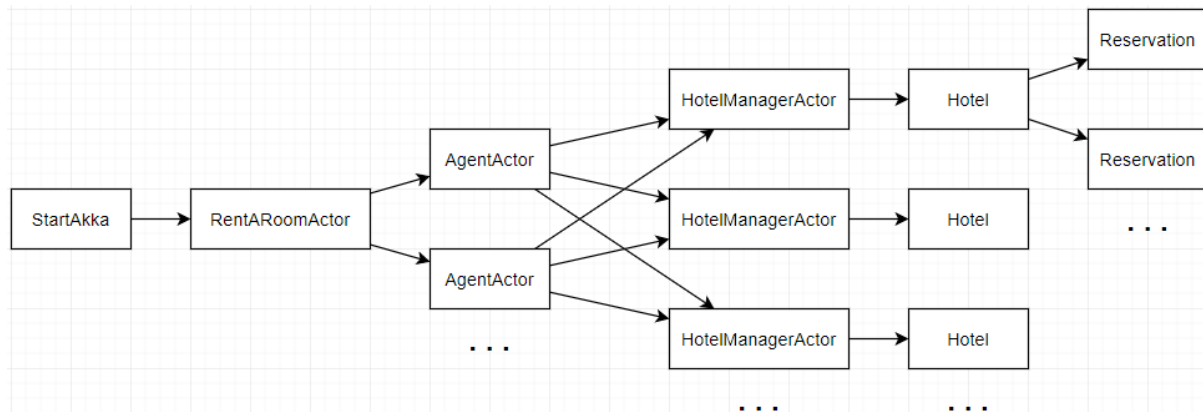 StartAkka
RentARoomActor
AgentActor
AgentActor
. . .
HotelManagerActor
HotelManagerActor
HotelManagerActor
. . .
Hotel
Hotel
Hotel
. . .
Reservation
Reservation
. . .